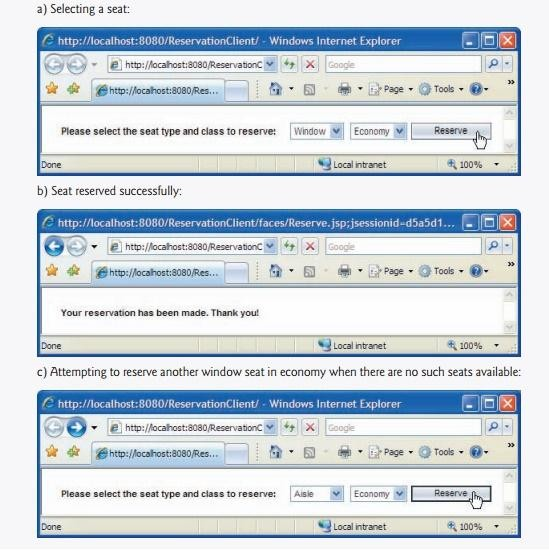 a) Selecting a seat:
http://localhost:8080/ReservationClient/ - Windows Internet Explorer
http://localhost:8080/ReservationC Google
http://localhost:8080/Res... Page Tools »
Please select the seat type and class to reserve: Window Economy Reserve
Done Local intranet 100%
b) Seat reserved successfully:
http://localhost:8080/ReservationClient/faces/Reserve.jsp;jsessionid=d5a5d1...
http://localhost:8080/ReservationC Google
http://localhost:8080/Res... Page Tools »
Your reservation has been made. Thank you!
Done Local intranet 100%
c) Attempting to reserve another window seat in economy when there are no such seats available:
http://localhost:8080/ReservationClient/ - Windows Internet Explorer
http://localhost:8080/ReservationC Google
http://localhost:8080/Res... Page Tools »
Please select the seat type and class to reserve: Aisle Economy Reserve
Done Local intranet 100%